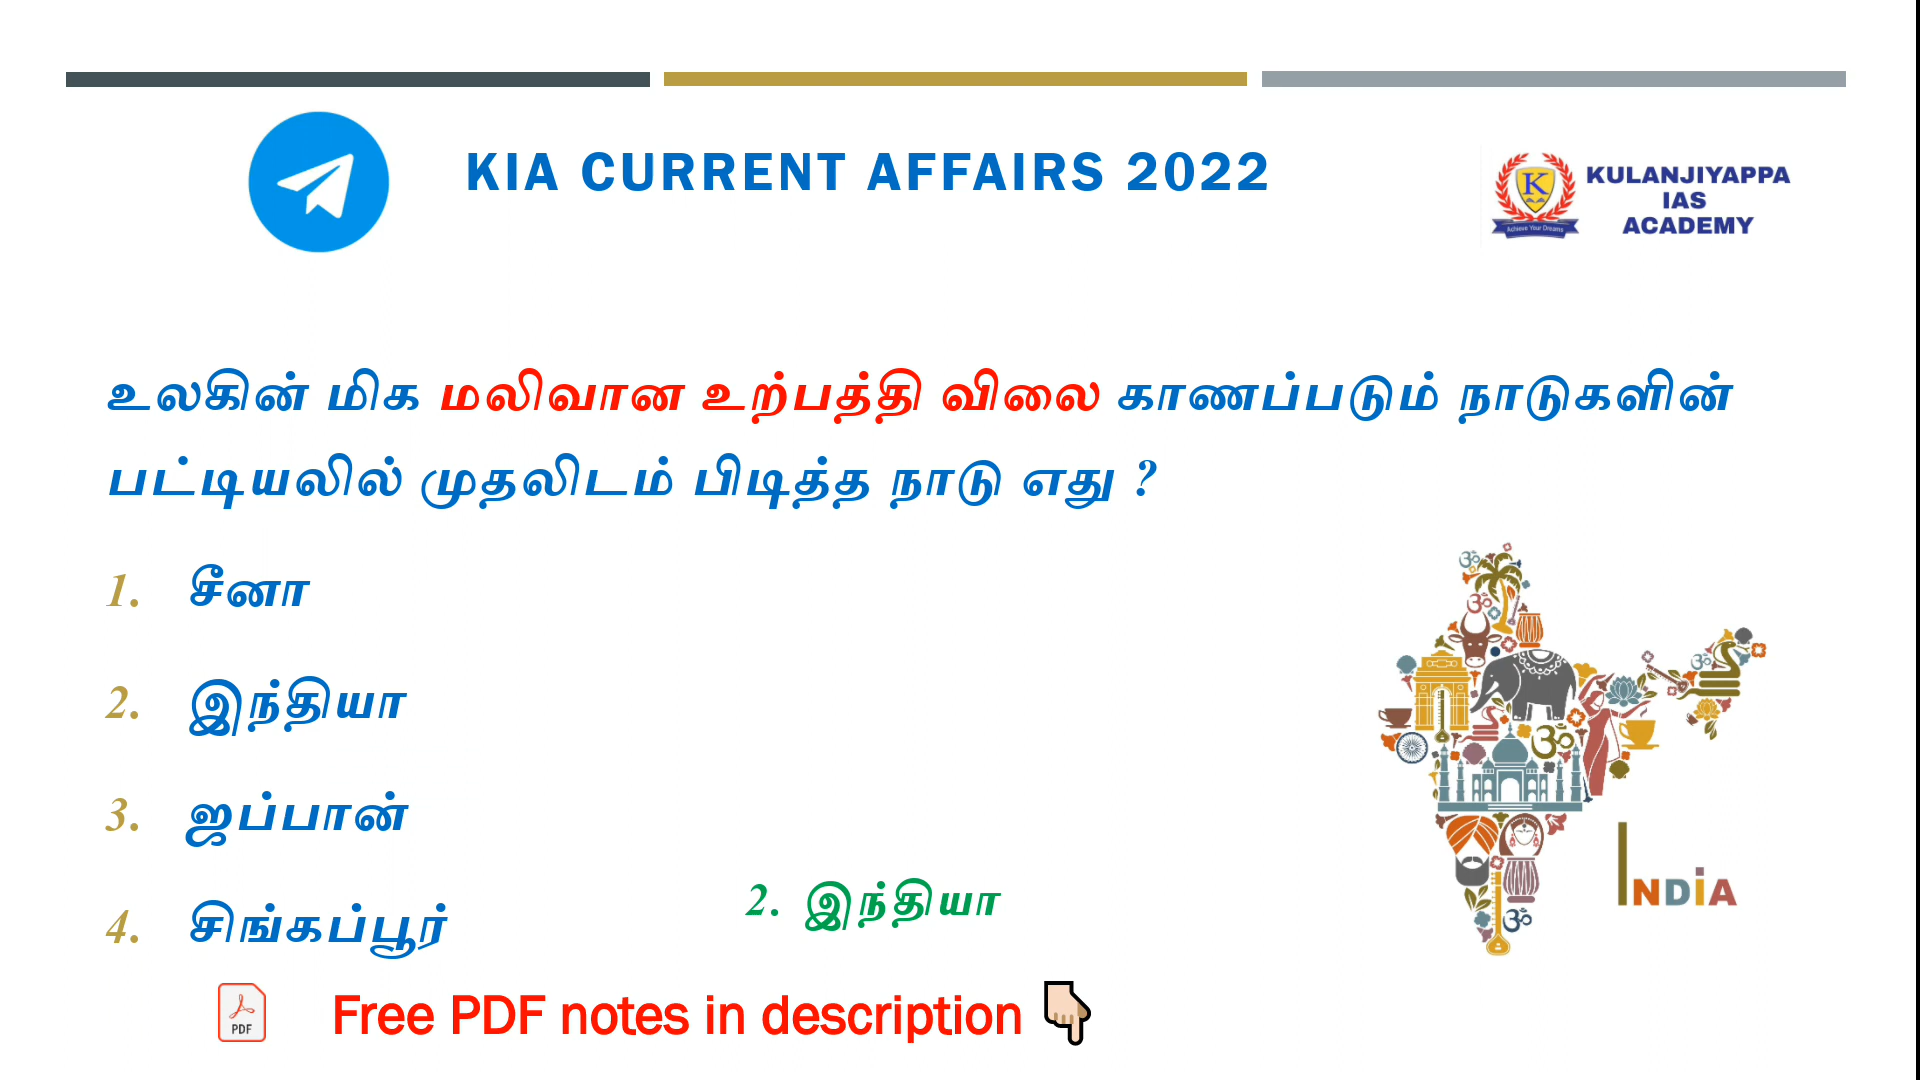 KIA CURRENT AFFAIRS 2022
K
Achieve Your Dreams
KULANJIYAPPA
IAS
ACADEMY
உலகின் மிக மலிவான உற்பத்தி விலை காணப்படும் நாடுகளின்
பட்டியலில் முதலிடம் பிடித்த நாடு எது ?
1. சீனா
2. இந்தியா
3. ஜப்பான்
4. சிங்கப்பூர்
2. இந்தியா
INDiA
PDF
Free PDF notes in description